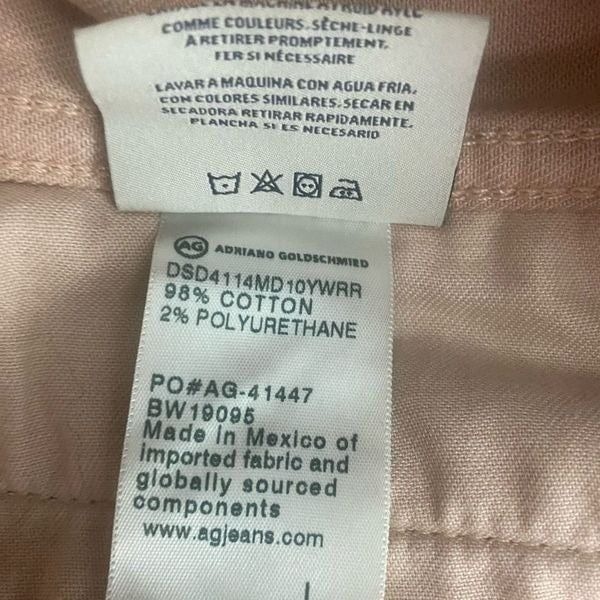 COMME COULEURS. SÈCHE-LINGE
À RETIRER PROMPTEMENT.
FER SI NÉCESSAIRE
LAVAR A MAQUINA CON AGUA FRIA.
CON COLORES SIMILARES. SECAR EN
SECADORA RETIRAR RAPIDAMENTE.
PLANCHA SI ES NECESARIO
AG ADRIANO GOLDSCHMIED
DSD4114MD10YWRR
98% COTTON
2% POLYURETHANE
PO#AG-41447
BW19095
Made in Mexico of
imported fabric and
globally sourced
components
www.agjeans.com